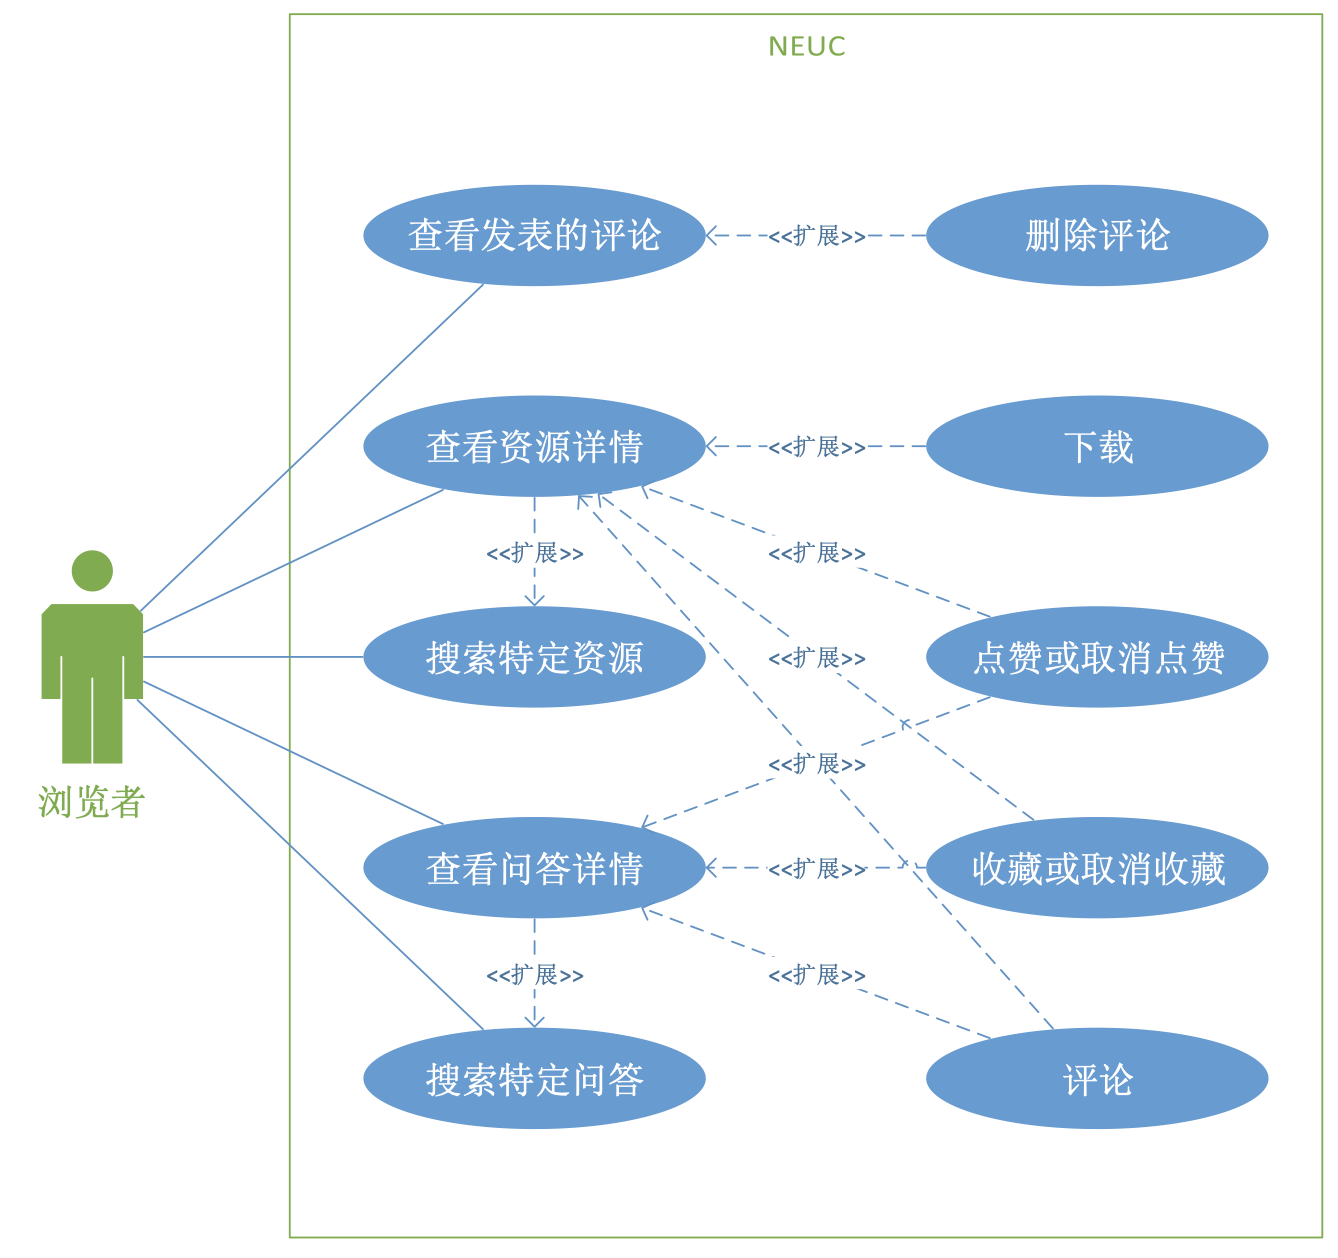 NEUC
查看发表的评论
<<扩展>>
删除评论
查看资源详情
<<扩展>>
下载
<<扩展>>
<<扩展>>
搜索特定资源
<<扩展>>
点赞或取消点赞
<<扩展>>
浏览者
查看问答详情
<<扩展>>
收藏或取消收藏
<<扩展>>
<<扩展>>
搜索特定问答
评论